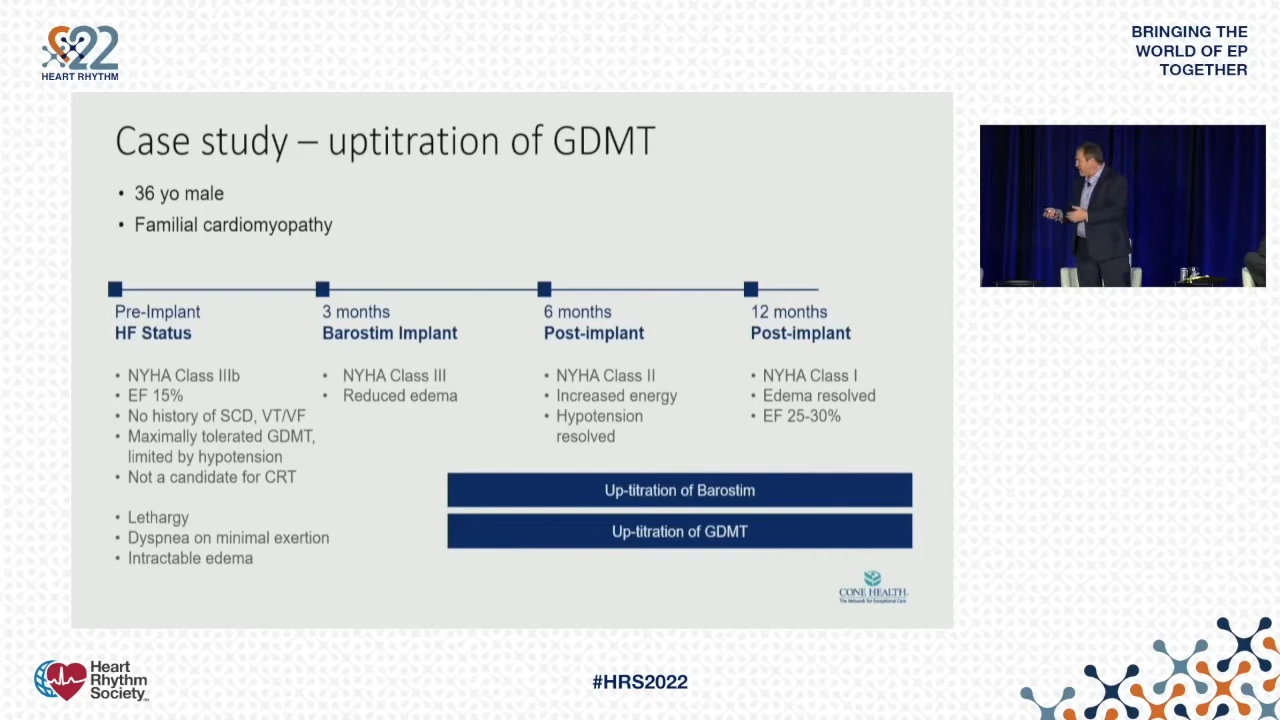 22
HEART RHYTHM
BRINGING THE
WORLD OF EP
TOGETHER
Case study – uptitration of GDMT
• 36 yo male
• Familial cardiomyopathy
Pre-Implant
HF Status
• NYHA Class IIIb
• EF 15%
• No history of SCD, VT/VF
• Maximally tolerated GDMT,
limited by hypotension
• Not a candidate for CRT
• Lethargy
• Dyspnea on minimal exertion
• Intractable edema
3 months
Barostim Implant
• NYHA Class III
• Reduced edema
6 months
Post-implant
• NYHA Class II
• Increased energy
• Hypotension
resolved
12 months
Post-implant
• NYHA Class I
• Edema resolved
• EF 25-30%
Up-titration of Barostim
Up-titration of GDMT
CONE HEALTH
The Network for Exceptional Care
Heart
Rhythm
Society
#HRS2022